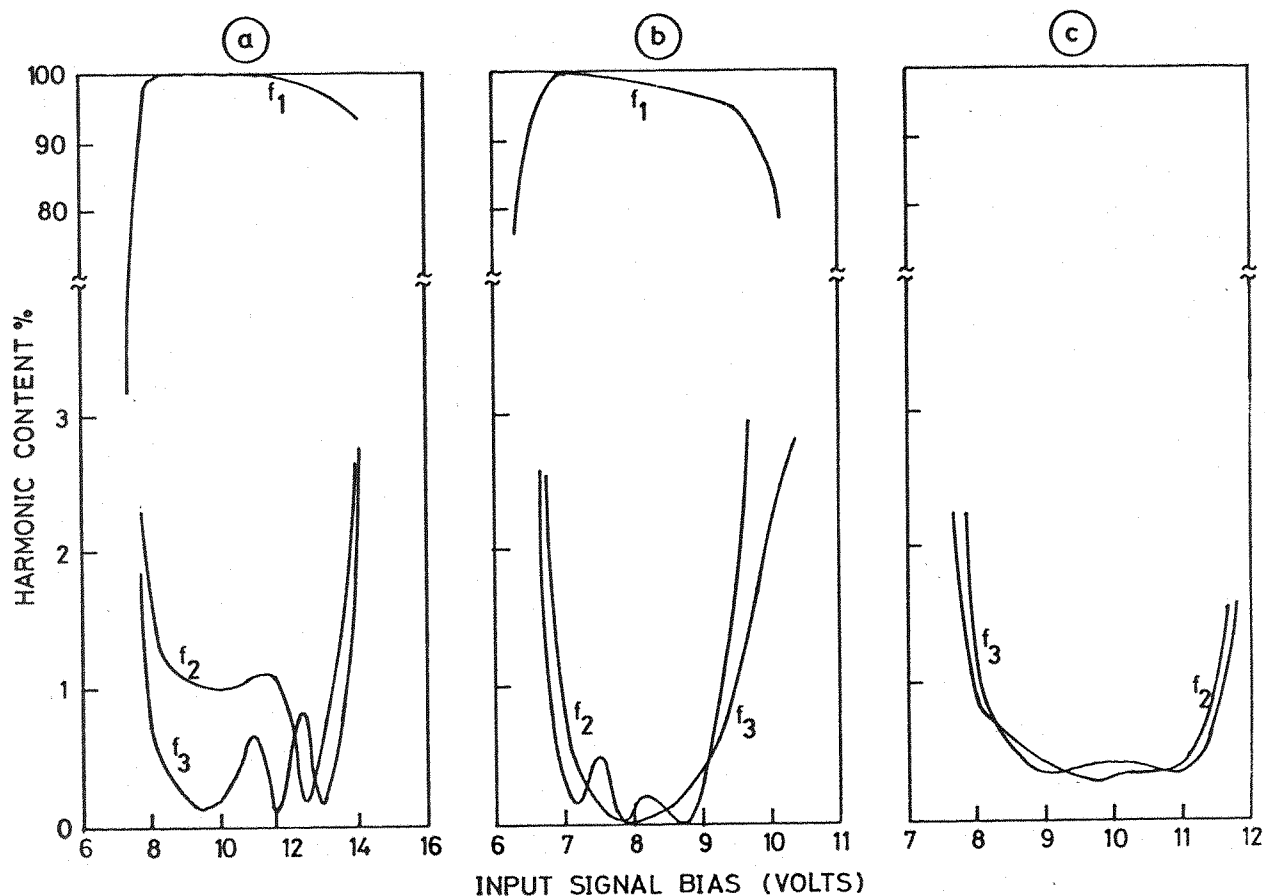 a
b
c
100
90
80
3
2
1
0
HARMONIC CONTENT %
f1
f2
f3
6 8 10 12 14 16
f1
f2
f3
6 7 8 9 10 11
f3
f2
7 8 9 10 11 12
INPUT SIGNAL BIAS (VOLTS)